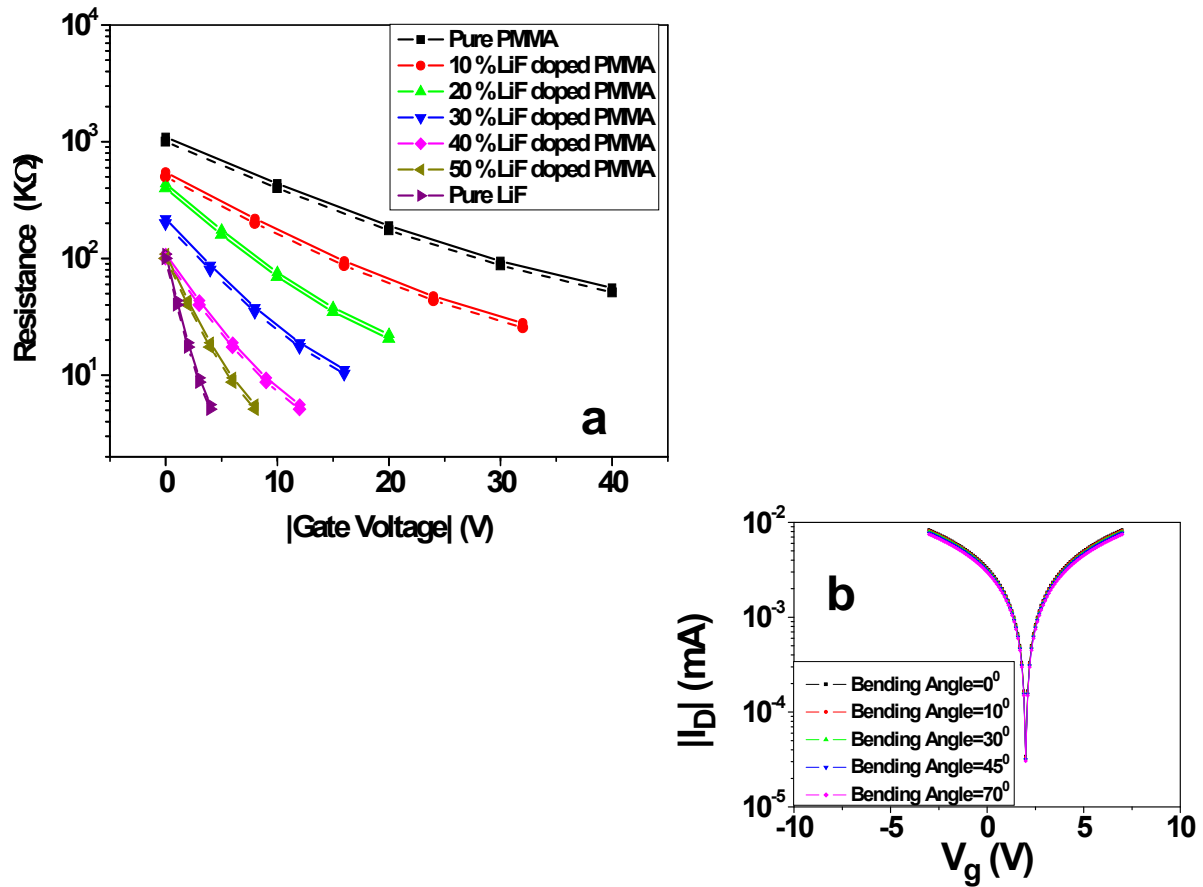 10^4
10^3
10^2
10^1
Resistance (KΩ)
Pure PMMA
10 % LiF doped PMMA
20 % LiF doped PMMA
30 % LiF doped PMMA
40 % LiF doped PMMA
50 % LiF doped PMMA
Pure LiF
a
0 10 20 30 40
|Gate Voltage| (V)
10^-2
10^-3
10^-4
10^-5
|I_D| (mA)
b
Bending Angle=0^0
Bending Angle=10^0
Bending Angle=30^0
Bending Angle=45^0
Bending Angle=70^0
-10 -5 0 5 10
V_g (V)